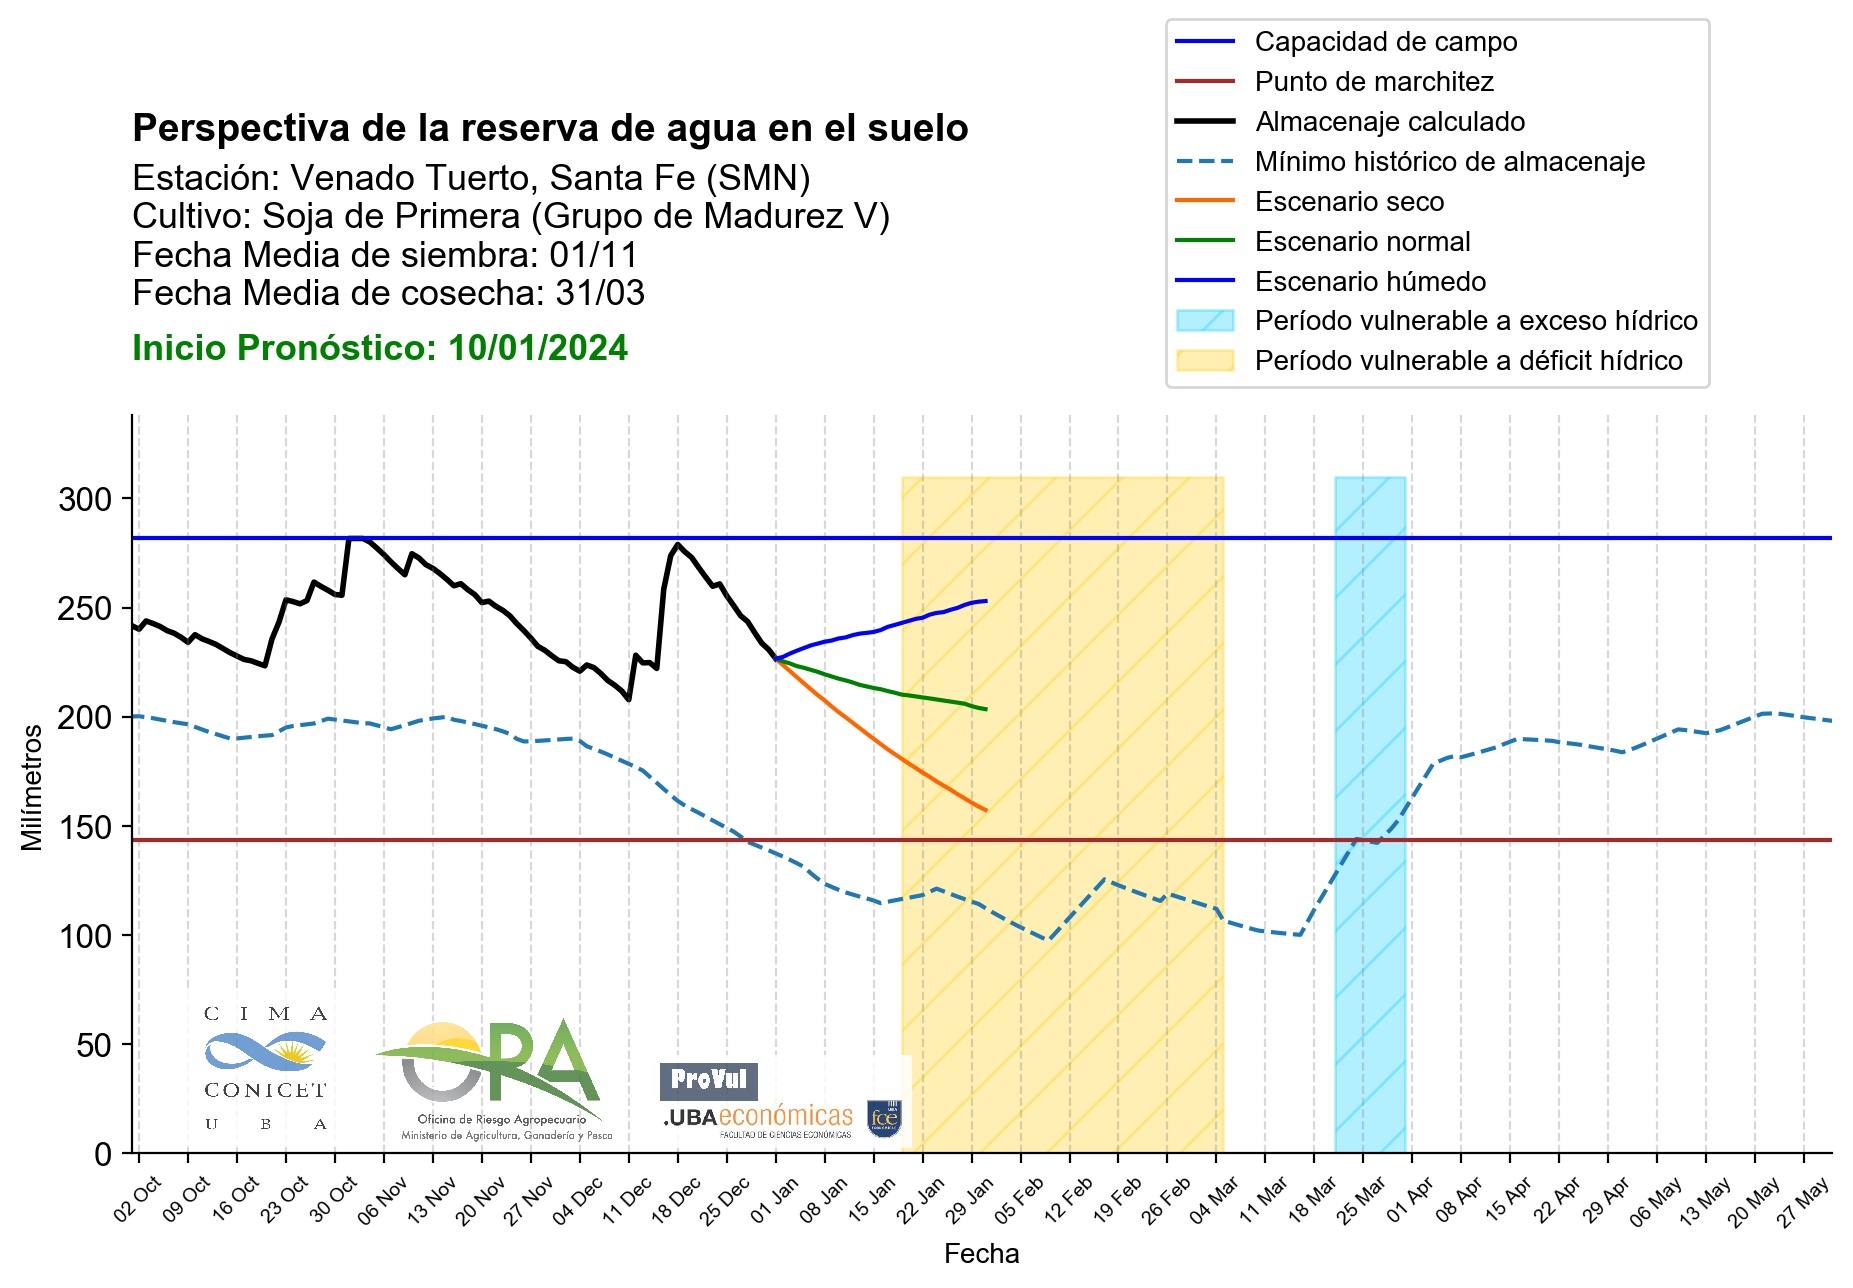 Capacidad de campo
Punto de marchitez
Almacenaje calculado
Mínimo histórico de almacenaje
Escenario seco
Escenario normal
Escenario húmedo
Período vulnerable a exceso hídrico
Período vulnerable a déficit hídrico
Perspectiva de la reserva de agua en el suelo
Estación: Venado Tuerto, Santa Fe (SMN)
Cultivo: Soja de Primera (Grupo de Madurez V)
Fecha Media de siembra: 01/11
Fecha Media de cosecha: 31/03
Inicio Pronóstico: 10/01/2024
Milímetros
300
250
200
150
100
50
0
C I M A
CONICET
U B A
ORA
Oficina de Riesgo Agropecuario
Ministerio de Agricultura, Ganadería y Pesca
ProVul
.UBAeconómicas
FACULTAD DE CIENCIAS ECONÓMICAS
UBA
fce
ECONÓMICAS
02 Oct
09 Oct
16 Oct
23 Oct
30 Oct
06 Nov
13 Nov
20 Nov
27 Nov
04 Dec
11 Dec
18 Dec
25 Dec
01 Jan
08 Jan
15 Jan
22 Jan
29 Jan
05 Feb
12 Feb
19 Feb
26 Feb
04 Mar
11 Mar
18 Mar
25 Mar
01 Apr
08 Apr
15 Apr
22 Apr
29 Apr
06 May
13 May
20 May
27 May
Fecha